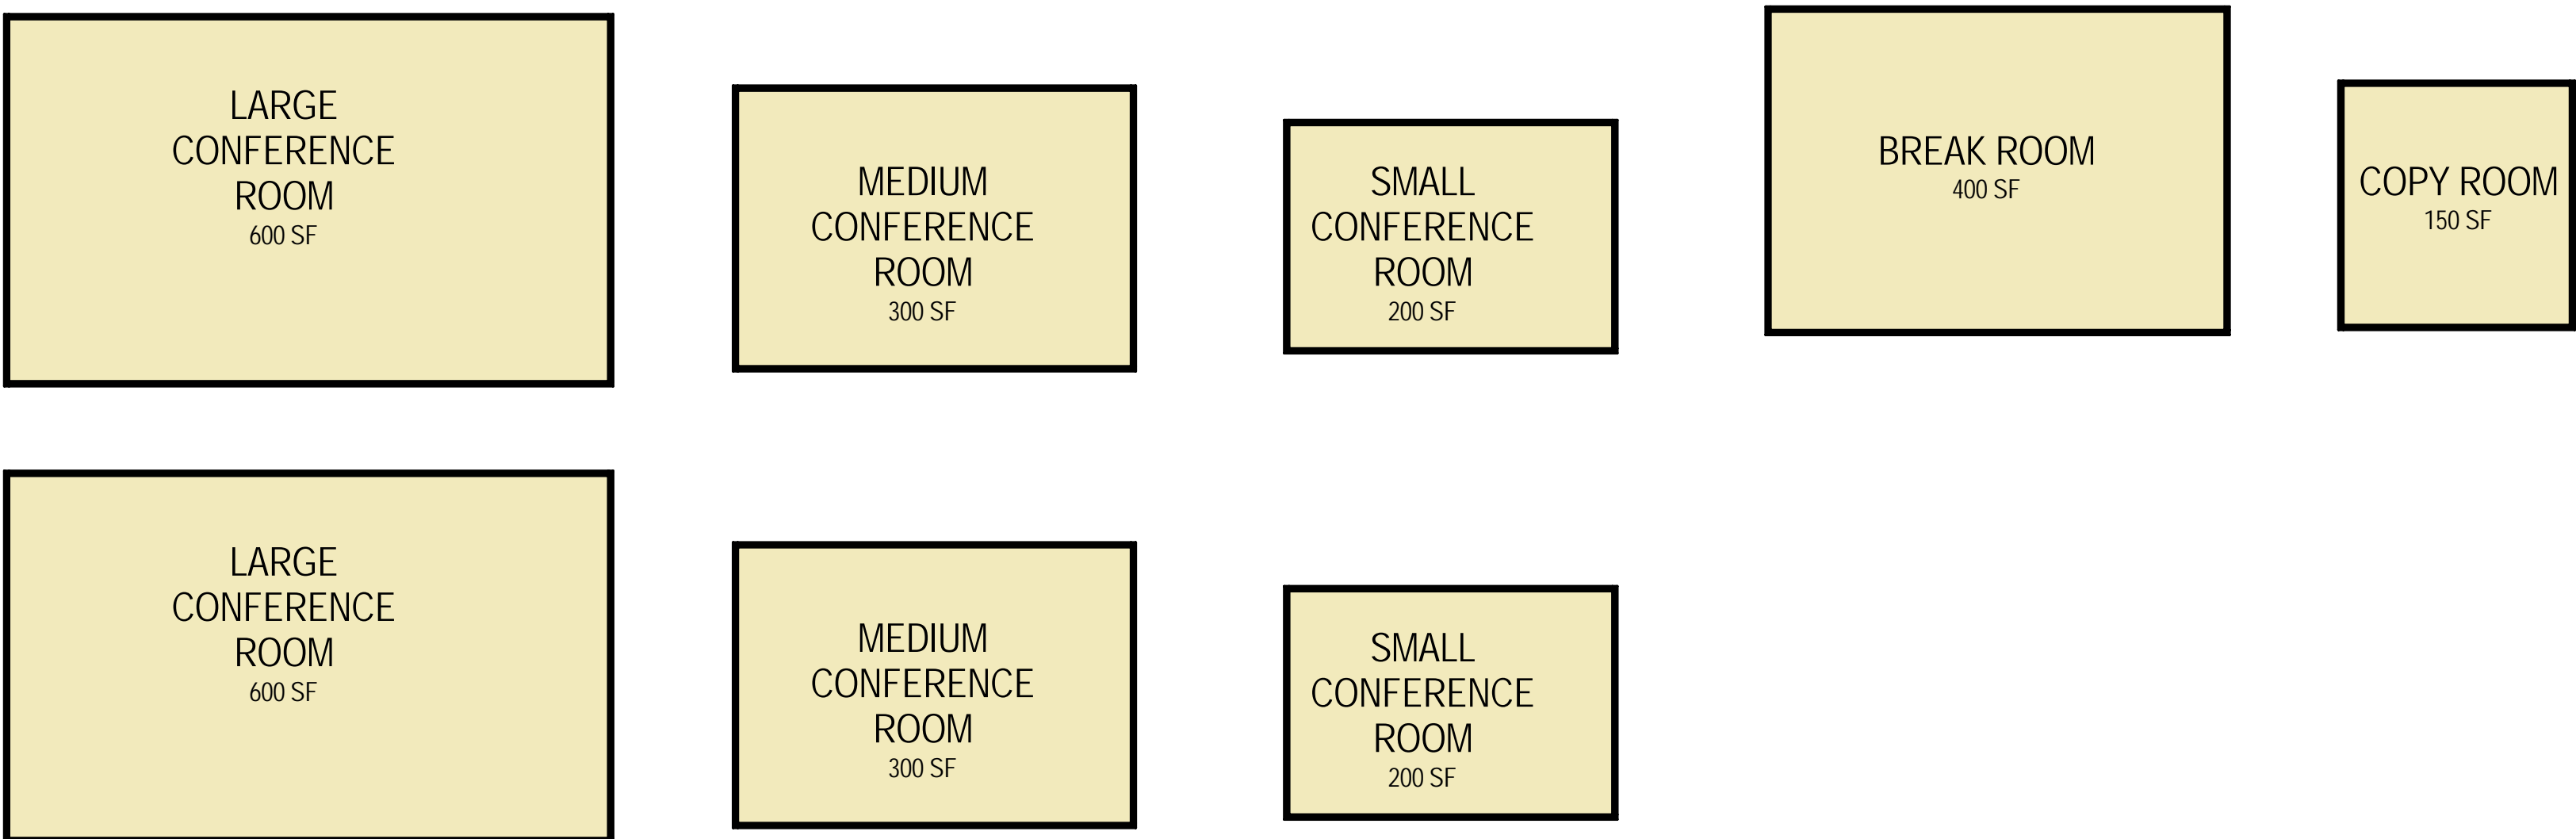 LARGE
CONFERENCE
ROOM
600 SF
MEDIUM
CONFERENCE
ROOM
300 SF
SMALL
CONFERENCE
ROOM
200 SF
BREAK ROOM
400 SF
COPY ROOM
150 SF
LARGE
CONFERENCE
ROOM
600 SF
MEDIUM
CONFERENCE
ROOM
300 SF
SMALL
CONFERENCE
ROOM
200 SF